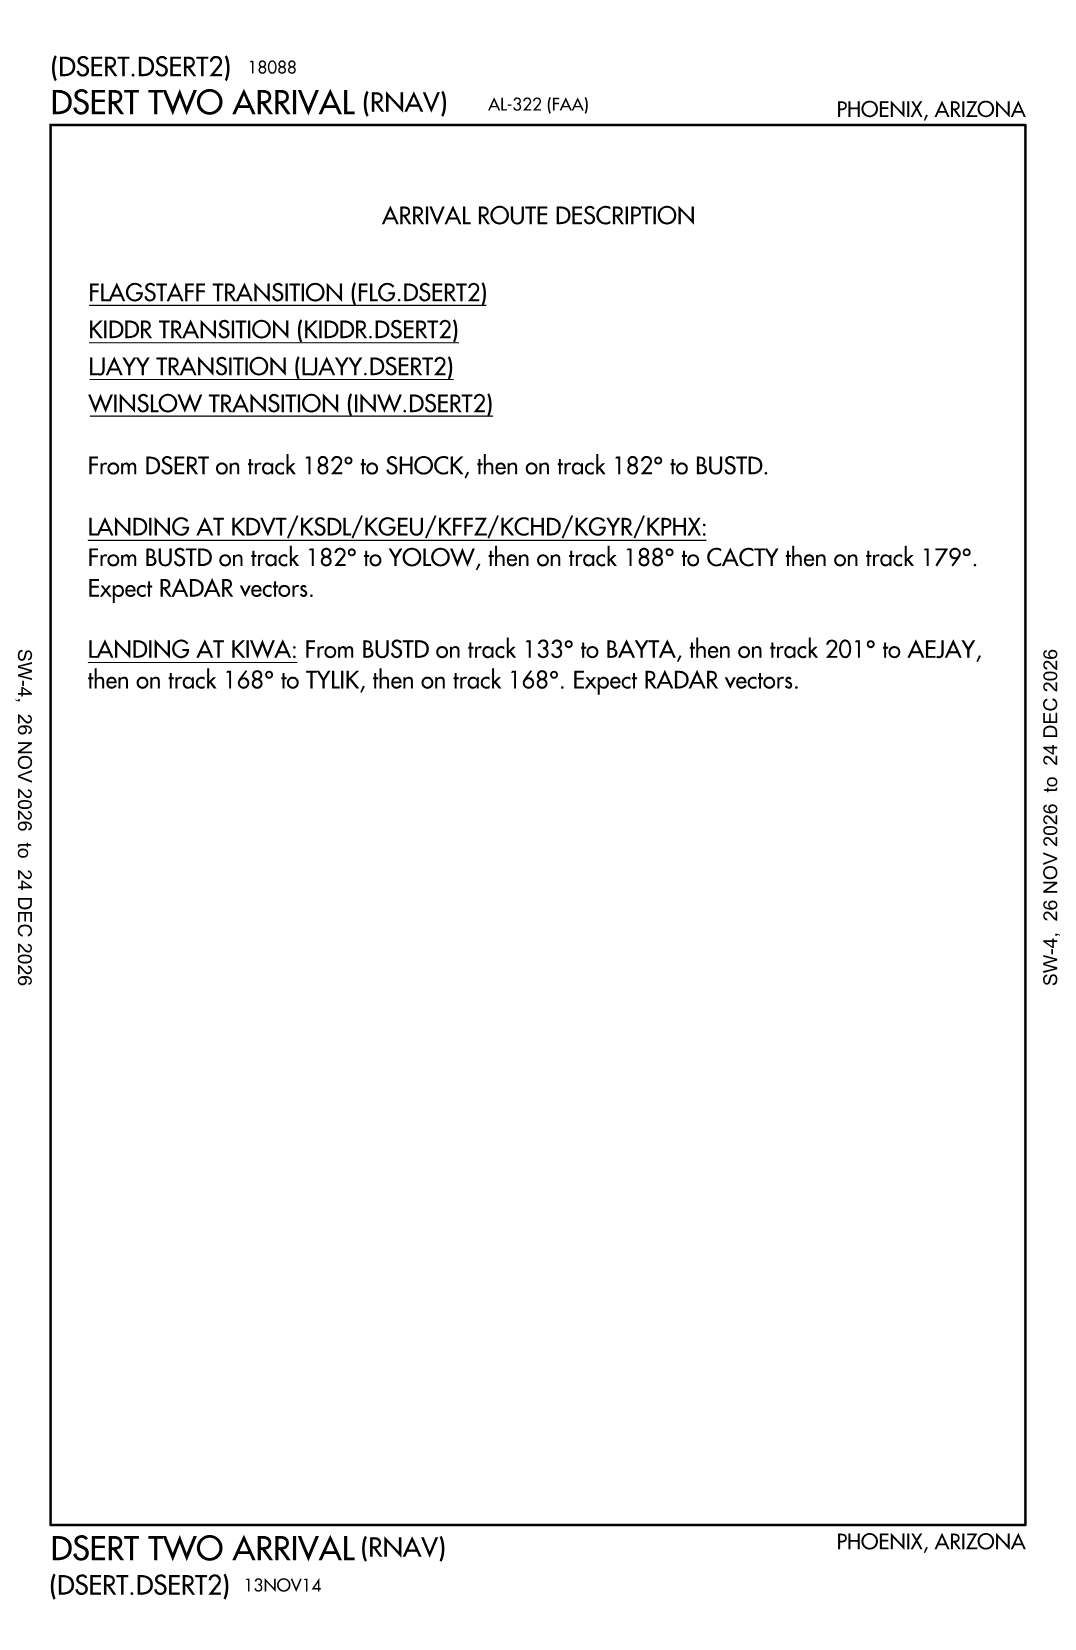 (DSERT.DSERT2) 18088
DSERT TWO ARRIVAL (RNAV) AL-322 (FAA) PHOENIX, ARIZONA
ARRIVAL ROUTE DESCRIPTION
FLAGSTAFF TRANSITION (FLG.DSERT2)
KIDDR TRANSITION (KIDDR.DSERT2)
LJAYY TRANSITION (LJAYY.DSERT2)
WINSLOW TRANSITION (INW.DSERT2)
From DSERT on track 182° to SHOCK, then on track 182° to BUSTD.
LANDING AT KDVT/KSDL/KGEU/KFFZ/KCHD/KGYR/KPHX:
From BUSTD on track 182° to YOLOW, then on track 188° to CACTY then on track 179°.
Expect RADAR vectors.
LANDING AT KIWA: From BUSTD on track 133° to BAYTA, then on track 201° to AEJAY,
then on track 168° to TYLIK, then on track 168°. Expect RADAR vectors.
SW-4, 26 NOV 2026 to 24 DEC 2026
SW-4, 26 NOV 2026 to 24 DEC 2026
DSERT TWO ARRIVAL (RNAV) PHOENIX, ARIZONA
(DSERT.DSERT2) 13NOV14